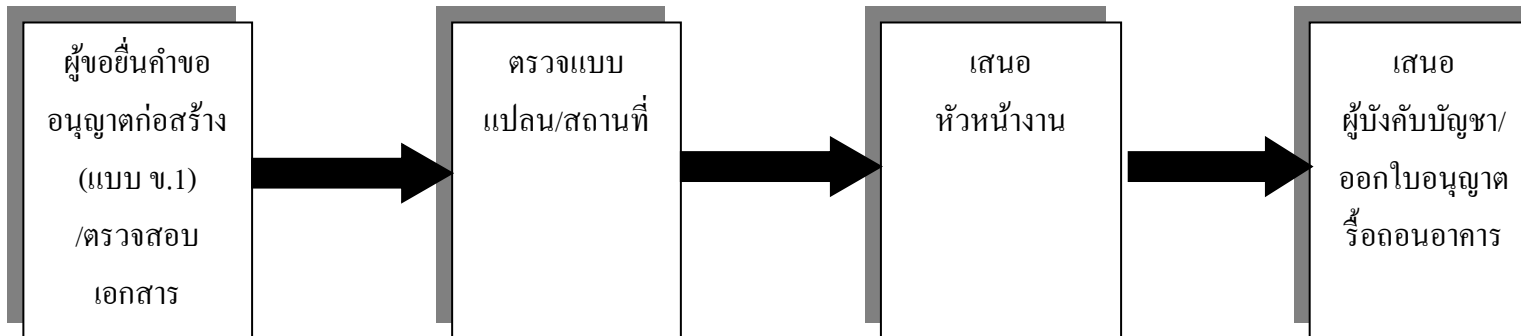 ผู้ขอยื่นคำขอ
อนุญาตก่อสร้าง
(แบบ ข.1)
/ตรวจสอบ
เอกสาร
ตรวจแบบ
แปลน/สถานที่
เสนอ
หัวหน้างาน
เสนอ
ผู้บังคับบัญชา/
ออกใบอนุญาต
รื้อถอนอาคาร